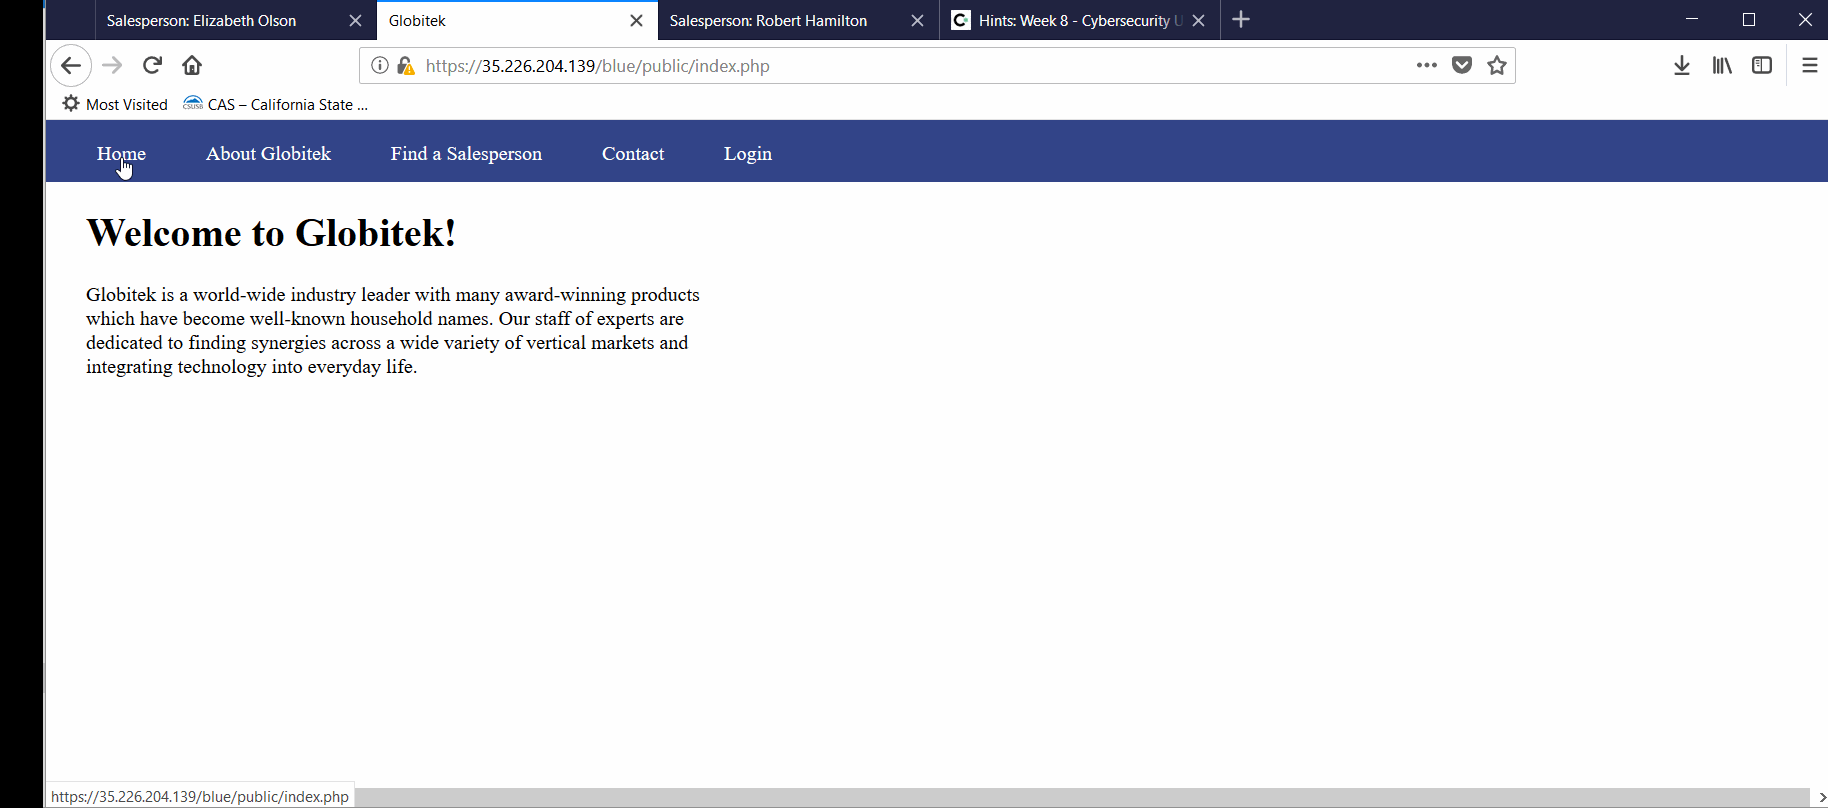 Salesperson: Elizabeth Olson
Globitek
Salesperson: Robert Hamilton
Hints: Week 8 - Cybersecurity U
https://35.226.204.139/blue/public/index.php
Most Visited
CAS – California State ...
Home
About Globitek
Find a Salesperson
Contact
Login
Welcome to Globitek!
Globitek is a world-wide industry leader with many award-winning products
which have become well-known household names. Our staff of experts are
dedicated to finding synergies across a wide variety of vertical markets and
integrating technology into everyday life.
https://35.226.204.139/blue/public/index.php